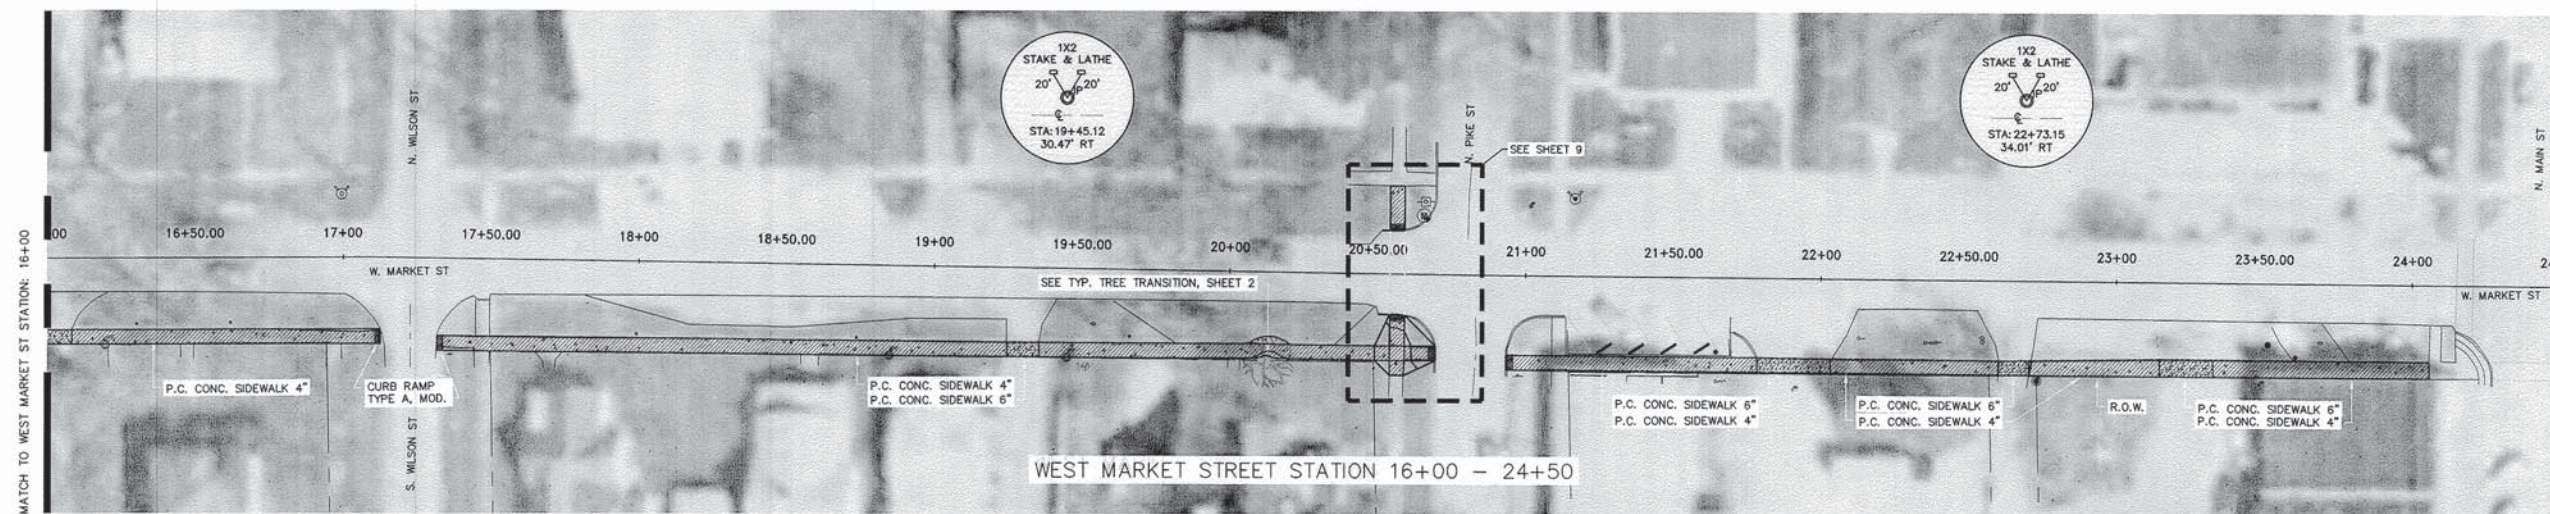 1X2
STAKE & LATHE
20' 20'
IP
℄
STA: 19+45.12
30.47' RT
1X2
STAKE & LATHE
20' 20'
IP
℄
STA: 22+73.15
34.01' RT
N. WILSON ST
N. PIKE ST
SEE SHEET 9
N. MAIN ST
MATCH TO WEST MARKET ST STATION: 16+00
00
16+50.00
17+00
17+50.00
18+00
18+50.00
19+00
19+50.00
20+00
20+50.00
21+00
21+50.00
22+00
22+50.00
23+00
23+50.00
24+00
W. MARKET ST
SEE TYP. TREE TRANSITION, SHEET 2
W. MARKET ST
P.C. CONC. SIDEWALK 4"
CURB RAMP
TYPE A, MOD.
P.C. CONC. SIDEWALK 4"
P.C. CONC. SIDEWALK 6"
P.C. CONC. SIDEWALK 6"
P.C. CONC. SIDEWALK 4"
P.C. CONC. SIDEWALK 6"
P.C. CONC. SIDEWALK 4"
R.O.W.
P.C. CONC. SIDEWALK 6"
P.C. CONC. SIDEWALK 4"
S. WILSON ST
WEST MARKET STREET STATION 16+00 - 24+50